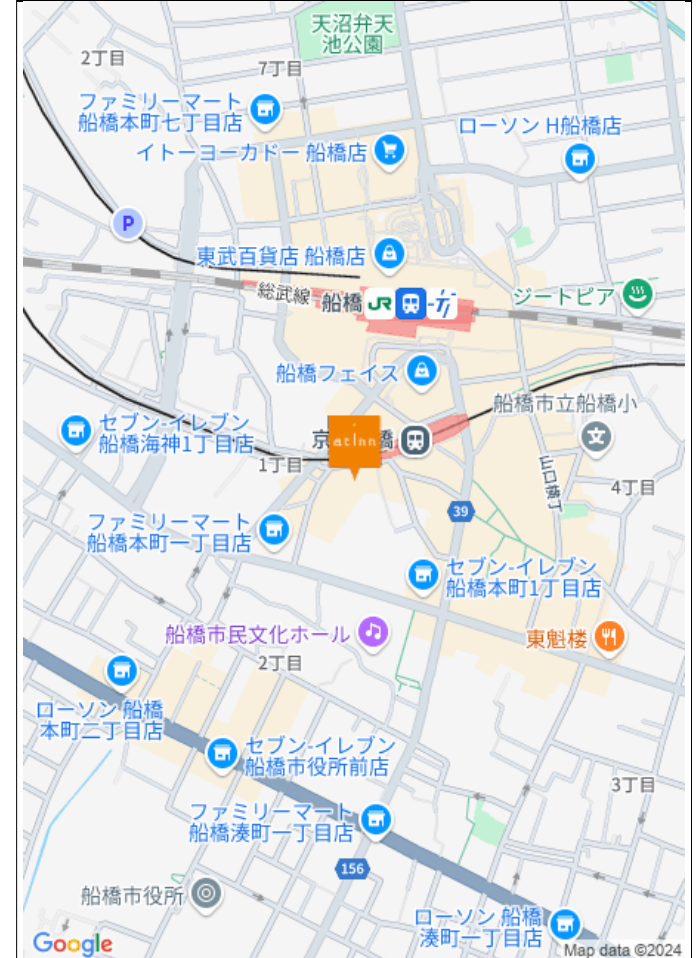 天沼弁天
池公園
2丁目
7丁目
ファミリーマート
船橋本町七丁目店
ローソン H船橋店
イトーヨーカドー 船橋店
P
東武百貨店 船橋店
総武線
船橋
JR
ジートピア
船橋フェイス
船橋市立船橋小
文
セブン-イレブン
船橋海神1丁目店
京
at inn
橋
1丁目
山口横丁
4丁目
39
ファミリーマート
船橋本町一丁目店
セブン-イレブン
船橋本町1丁目店
船橋市民文化ホール
東魁楼
2丁目
ローソン 船橋
本町二丁目店
セブン-イレブン
船橋市役所前店
3丁目
ファミリーマート
船橋湊町一丁目店
156
船橋市役所
ローソン 船橋
湊町一丁目店
Google
Map data ©2024